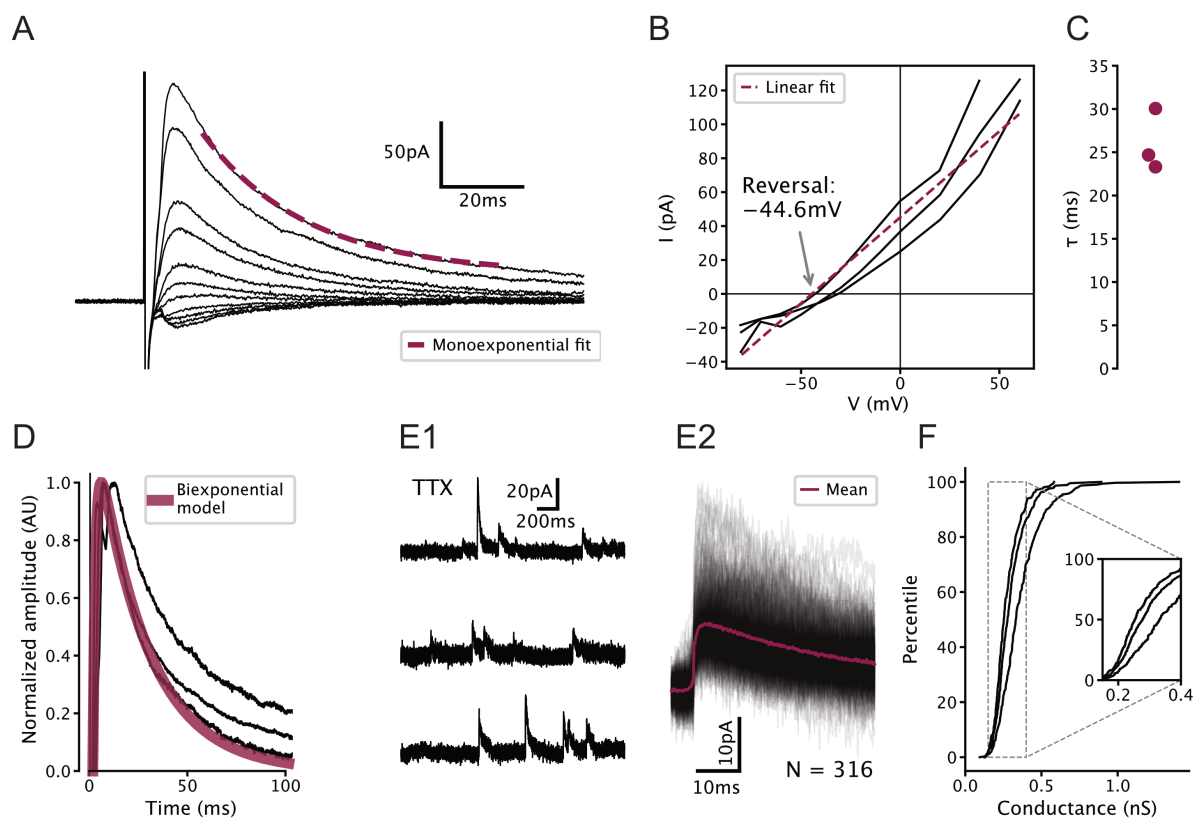 A
50pA
20ms
Monoexponential fit
B
Linear fit
Reversal:
−44.6mV
I (pA)
120
100
80
60
40
20
0
−20
−40
−50
0
50
V (mV)
C
τ (ms)
35
30
25
20
15
10
5
0
D
Biexponential
model
Normalized amplitude (AU)
1.0
0.8
0.6
0.4
0.2
0.0
0
50
100
Time (ms)
E1
TTX
20pA
200ms
E2
Mean
10pA
10ms
N = 316
F
Percentile
100
80
60
40
20
0
0.0
0.5
1.0
Conductance (nS)
100
50
0
0.2
0.4